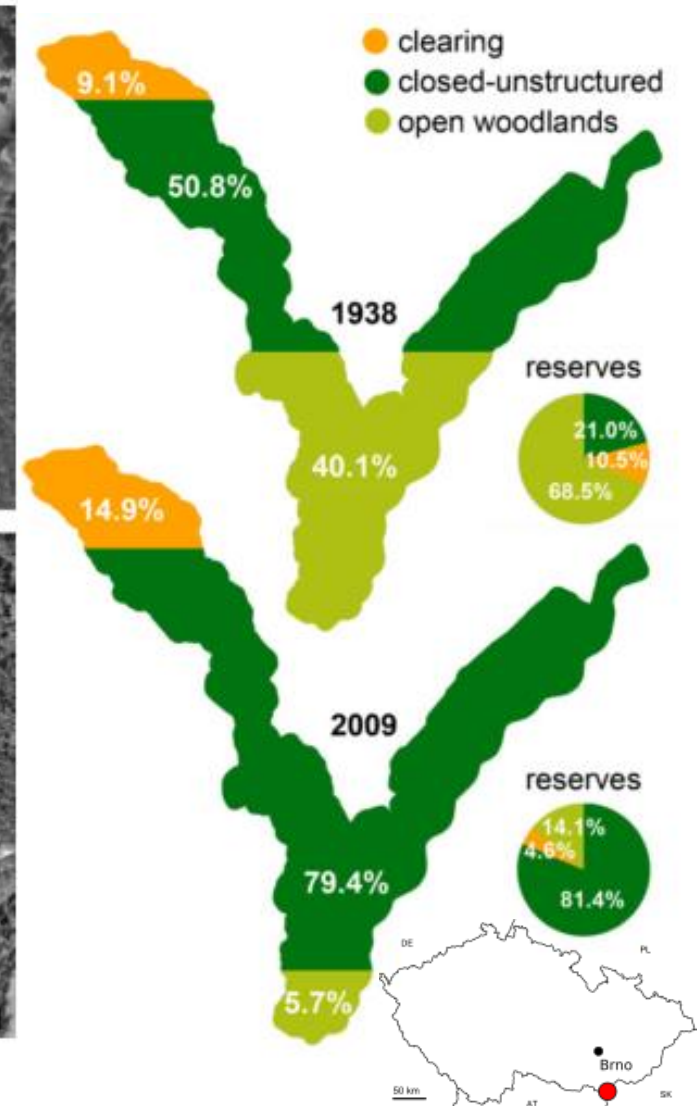 clearing
closed-unstructured
open woodlands
9.1%
50.8%
1938
40.1%
reserves
21.0%
10.5%
68.5%
14.9%
2009
79.4%
5.7%
reserves
14.1%
4.6%
81.4%
DE
PL
Brno
50 km
AT
SK